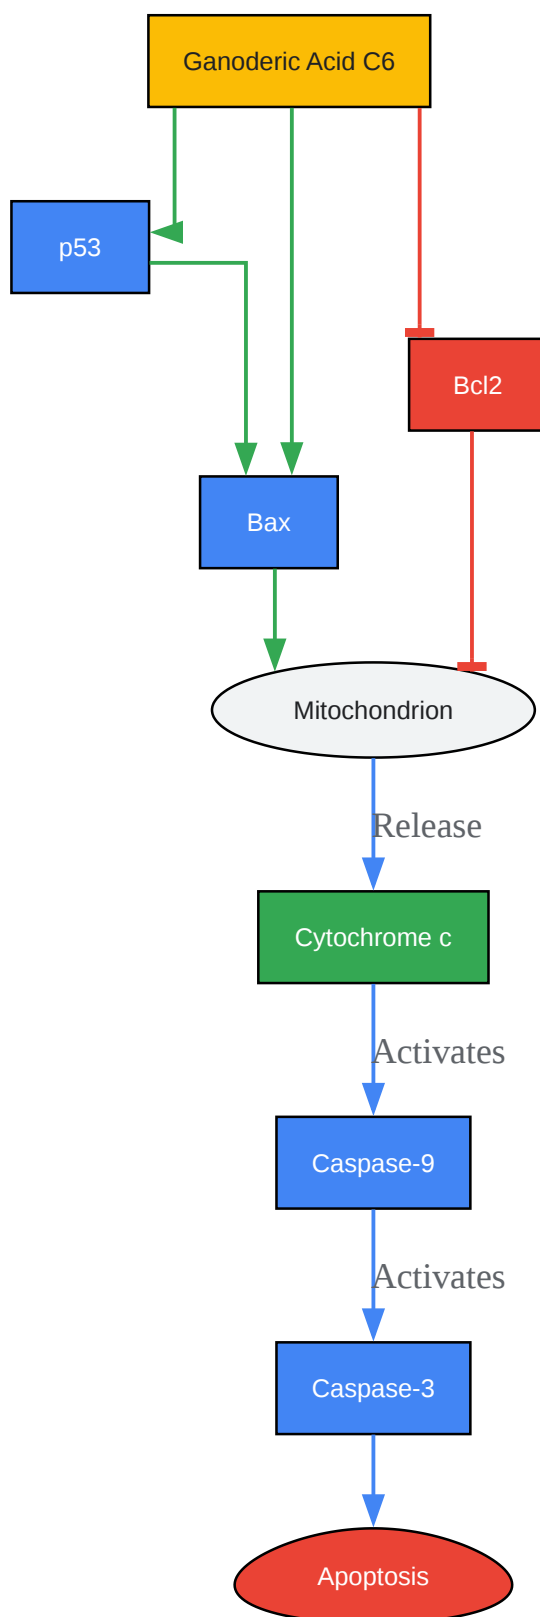 Ganoderic Acid C6
p53
Bcl2
Bax
Mitochondrion
Release
Cytochrome c
Activates
Caspase-9
Activates
Caspase-3
Apoptosis